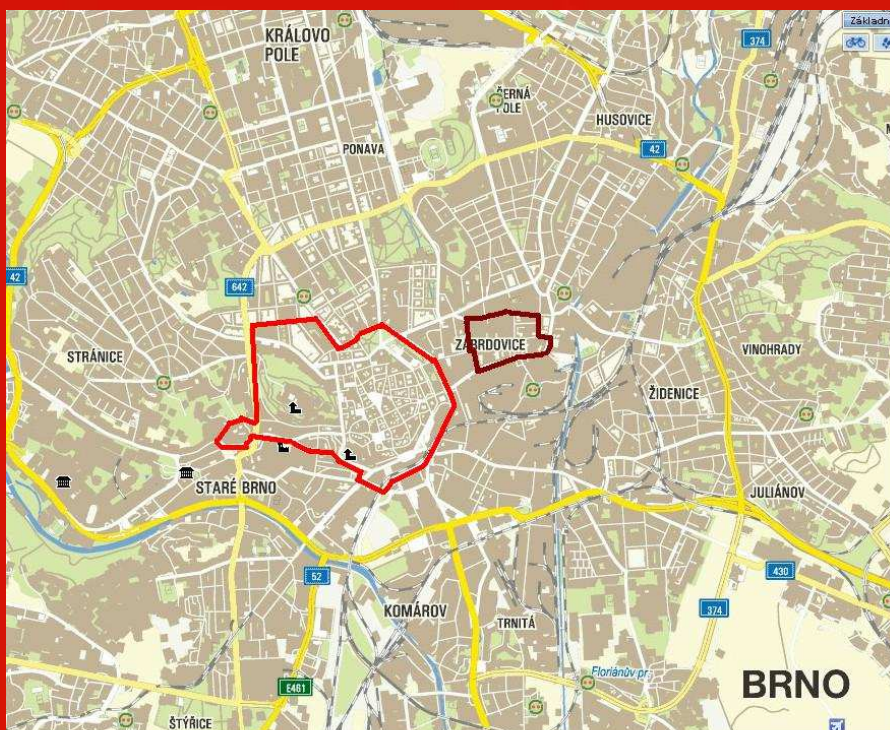 KRÁLOVO
POLE
374
Základn
ČERNÁ
POLE
HUSOVICE
PONAVA
42
42
642
STRÁNICE
ZÁBRDOVICE
VINOHRADY
ŽIDENICE
STARÉ BRNO
JULIÁNOV
52
430
KOMÁROV
374
TRNITÁ
Floriánův pr.
E461
BRNO
ŠTÝŘICE